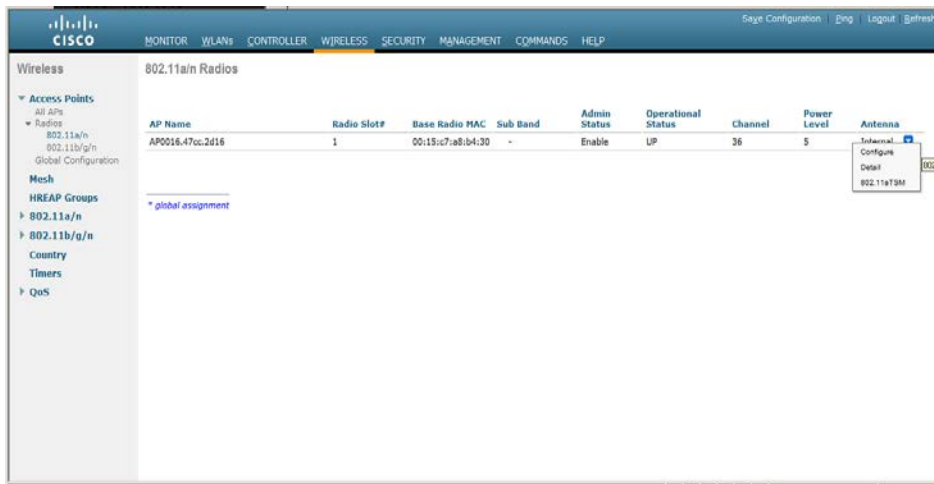 Save Configuration | Ping | Logout | Refresh
CISCO
MONITOR WLANs CONTROLLER WIRELESS SECURITY MANAGEMENT COMMANDS HELP
Wireless
802.11a/n Radios
Access Points
All APs
Radios
802.11a/n
802.11b/g/n
Global Configuration
Mesh
HREAP Groups
802.11a/n
802.11b/g/n
Country
Timers
QoS
AP Name Radio Slot# Base Radio MAC Sub Band Admin Status Operational Status Channel Power Level Antenna
AP0016.47cc.2d16 1 00:15:c7:a8:b4:30 - Enable UP 36 5 Internal
Configure
Detail
802.11aTSM
802
* global assignment